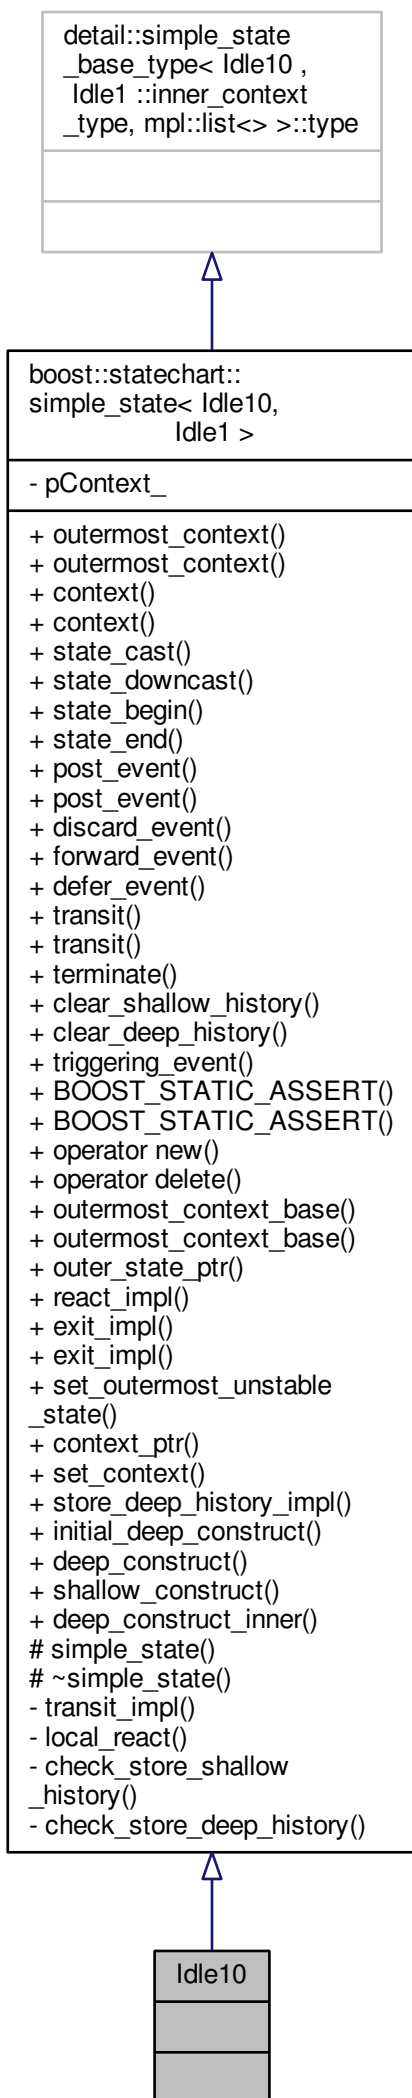 detail::simple_state
_base_type< Idle10 ,
Idle1 ::inner_context
_type, mpl::list<> >::type
boost::statechart::
simple_state< Idle10,
Idle1 >
- pContext_
+ outermost_context()
+ outermost_context()
+ context()
+ context()
+ state_cast()
+ state_downcast()
+ state_begin()
+ state_end()
+ post_event()
+ post_event()
+ discard_event()
+ forward_event()
+ defer_event()
+ transit()
+ transit()
+ terminate()
+ clear_shallow_history()
+ clear_deep_history()
+ triggering_event()
+ BOOST_STATIC_ASSERT()
+ BOOST_STATIC_ASSERT()
+ operator new()
+ operator delete()
+ outermost_context_base()
+ outermost_context_base()
+ outer_state_ptr()
+ react_impl()
+ exit_impl()
+ exit_impl()
+ set_outermost_unstable
_state()
+ context_ptr()
+ set_context()
+ store_deep_history_impl()
+ initial_deep_construct()
+ deep_construct()
+ shallow_construct()
+ deep_construct_inner()
# simple_state()
# ~simple_state()
- transit_impl()
- local_react()
- check_store_shallow
_history()
- check_store_deep_history()
Idle10